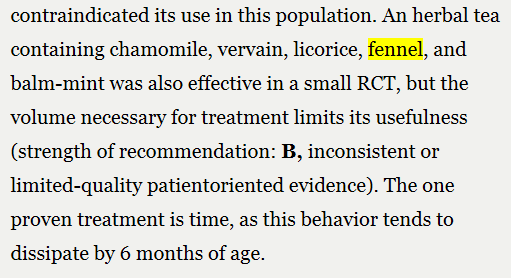 contraindicated its use in this population. An herbal tea
containing chamomile, vervain, licorice, fennel, and
balm-mint was also effective in a small RCT, but the
volume necessary for treatment limits its usefulness
(strength of recommendation: B, inconsistent or
limited-quality patientoriented evidence). The one
proven treatment is time, as this behavior tends to
dissipate by 6 months of age.